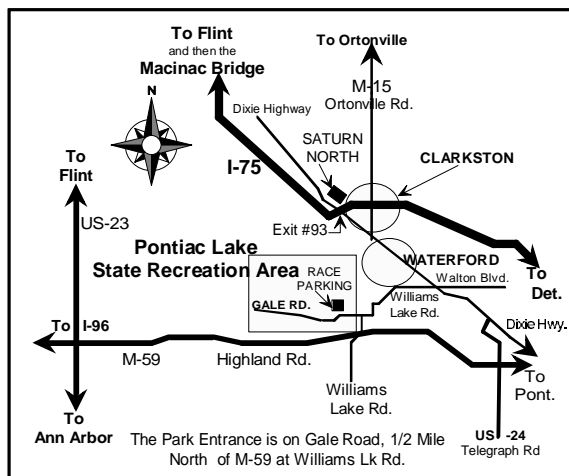 To Flint
and then the
Macinac Bridge
To Ortonville
M-15
Ortonville Rd.
N
Dixie Highway
SATURN
NORTH
CLARKSTON
I-75
To
Flint
US-23
Exit #93
Pontiac Lake
State Recreation Area
WATERFORD
Walton Blvd.
To
Det.
RACE
PARKING
GALE RD.
Williams
Lake Rd.
To I-96
Dixie Hwy.
M-59
Highland Rd.
To
Pont.
Williams
Lake Rd.
To
Ann Arbor
US -24
Telegraph Rd
The Park Entrance is on Gale Road, 1/2 Mile
North of M-59 at Williams Lk Rd.